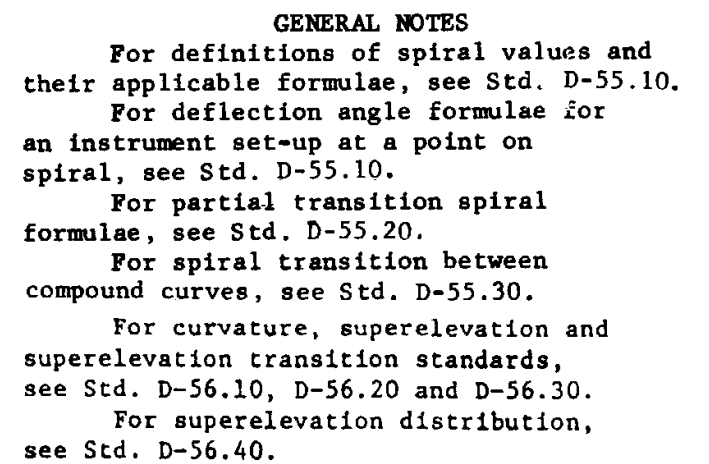 GENERAL NOTES
For definitions of spiral values and
their applicable formulae, see Std. D-55.10.
For deflection angle formulae for
an instrument set-up at a point on
spiral, see Std. D-55.10.
For partial transition spiral
formulae, see Std. D-55.20.
For spiral transition between
compound curves, see Std. D-55.30.
For curvature, superelevation and
superelevation transition standards,
see Std. D-56.10, D-56.20 and D-56.30.
For superelevation distribution,
see Std. D-56.40.